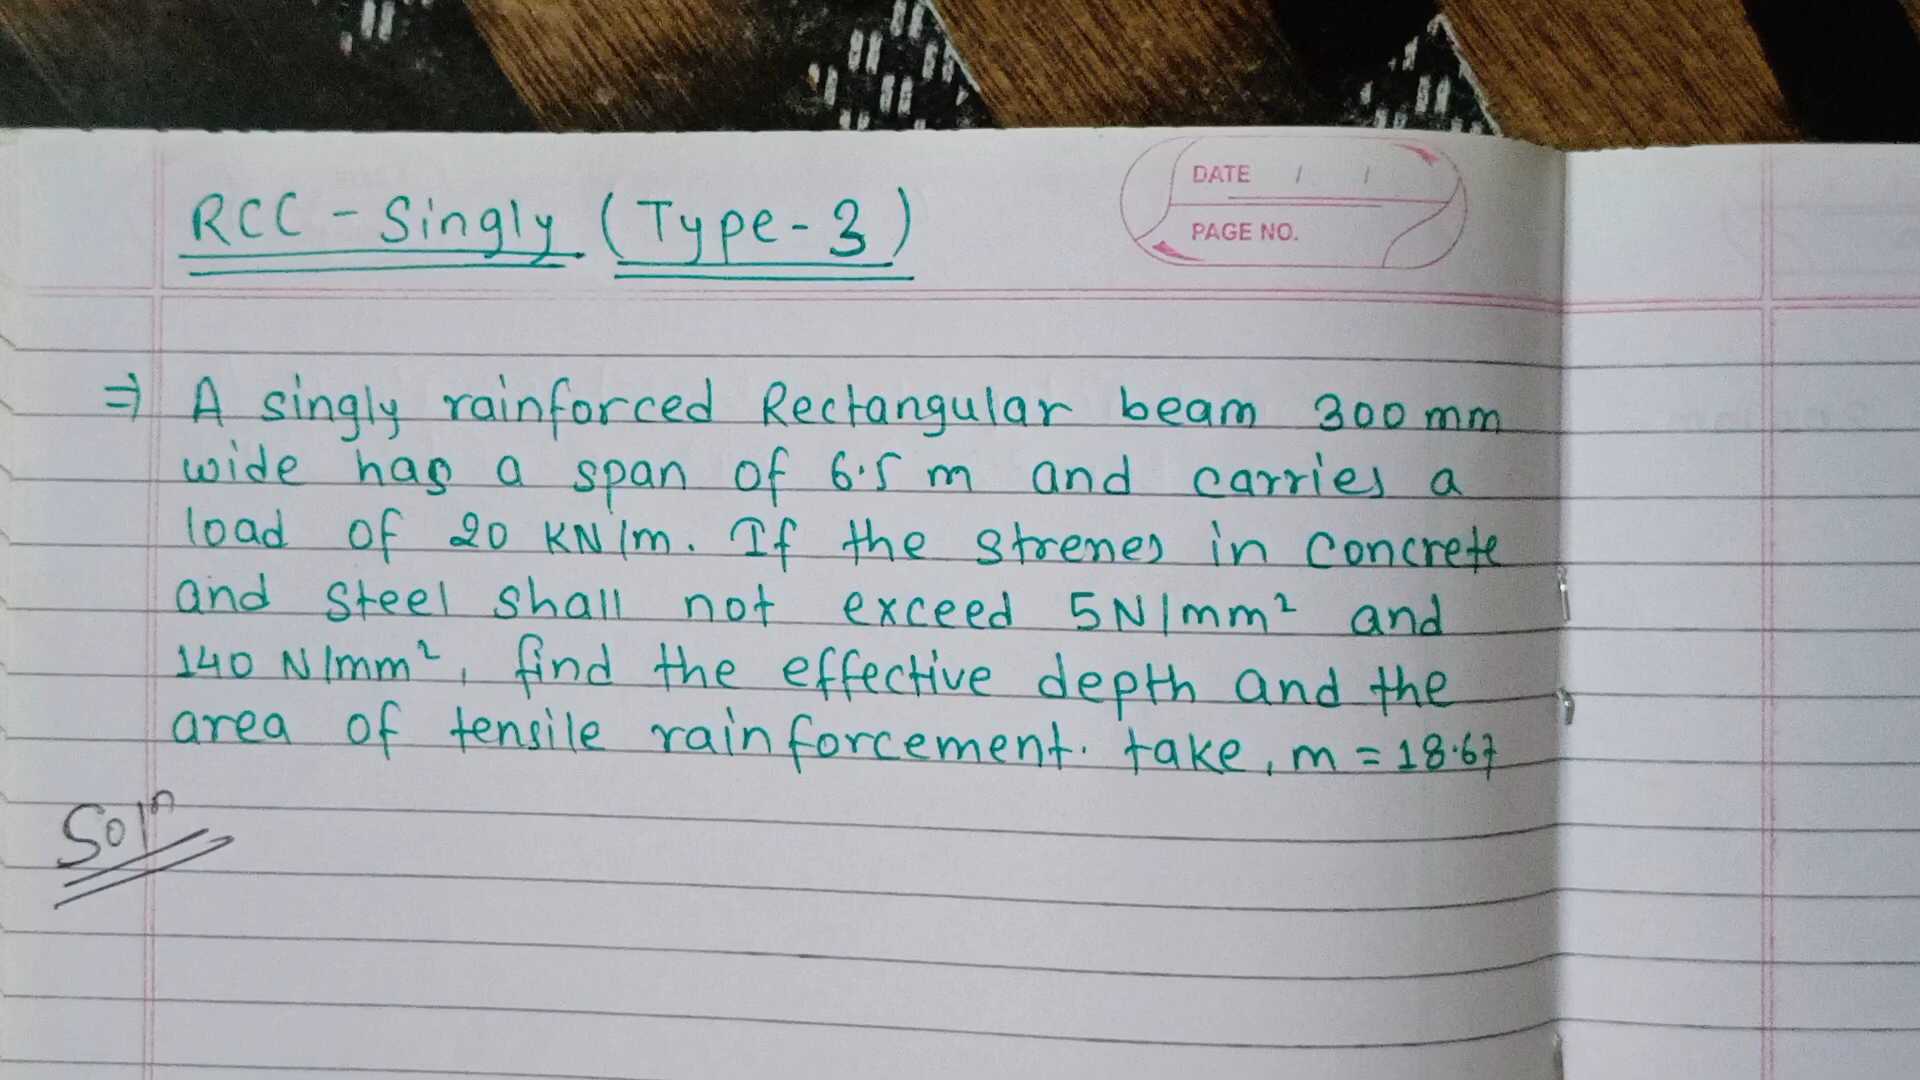 RCC - Singly (Type-3)
DATE / /
PAGE NO.
⇒ A singly rainforced Rectangular beam 300 mm
wide has a span of 6.5 m and carries a
load of 20 KN/m. If the strenes in concrete
and steel shall not exceed 5N/mm² and
140 N/mm², find the effective depth and the
area of tensile rainforcement. take, m = 18.67
Solⁿ